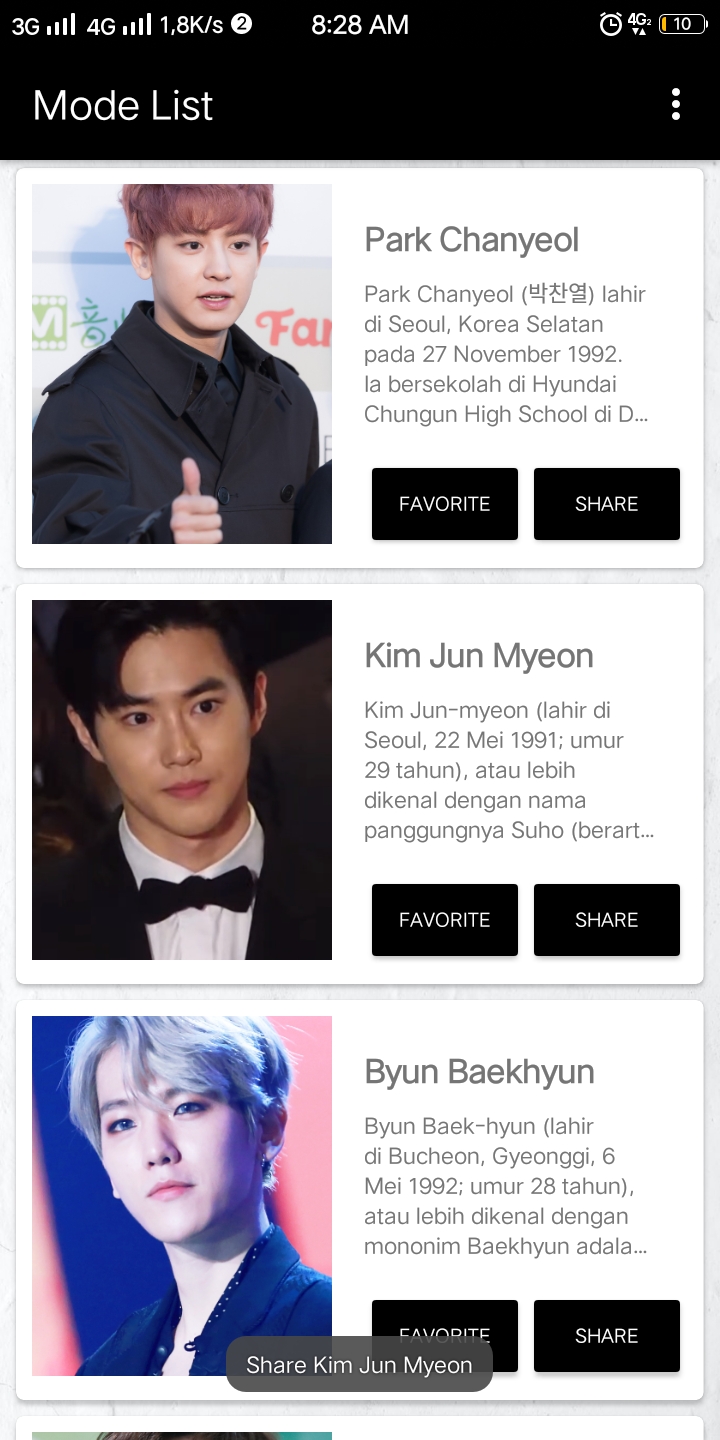 3G 4G 1,8K/s 2 8:28 AM 4G2 10
Mode List
Park Chanyeol
Park Chanyeol (박찬열) lahir
di Seoul, Korea Selatan
pada 27 November 1992.
Ia bersekolah di Hyundai
Chungun High School di D...
FAVORITE SHARE
Kim Jun Myeon
Kim Jun-myeon (lahir di
Seoul, 22 Mei 1991; umur
29 tahun), atau lebih
dikenal dengan nama
panggungnya Suho (berart...
FAVORITE SHARE
Byun Baekhyun
Byun Baek-hyun (lahir
di Bucheon, Gyeonggi, 6
Mei 1992; umur 28 tahun),
atau lebih dikenal dengan
mononim Baekhyun adala...
FAVORITE SHARE
Share Kim Jun Myeon